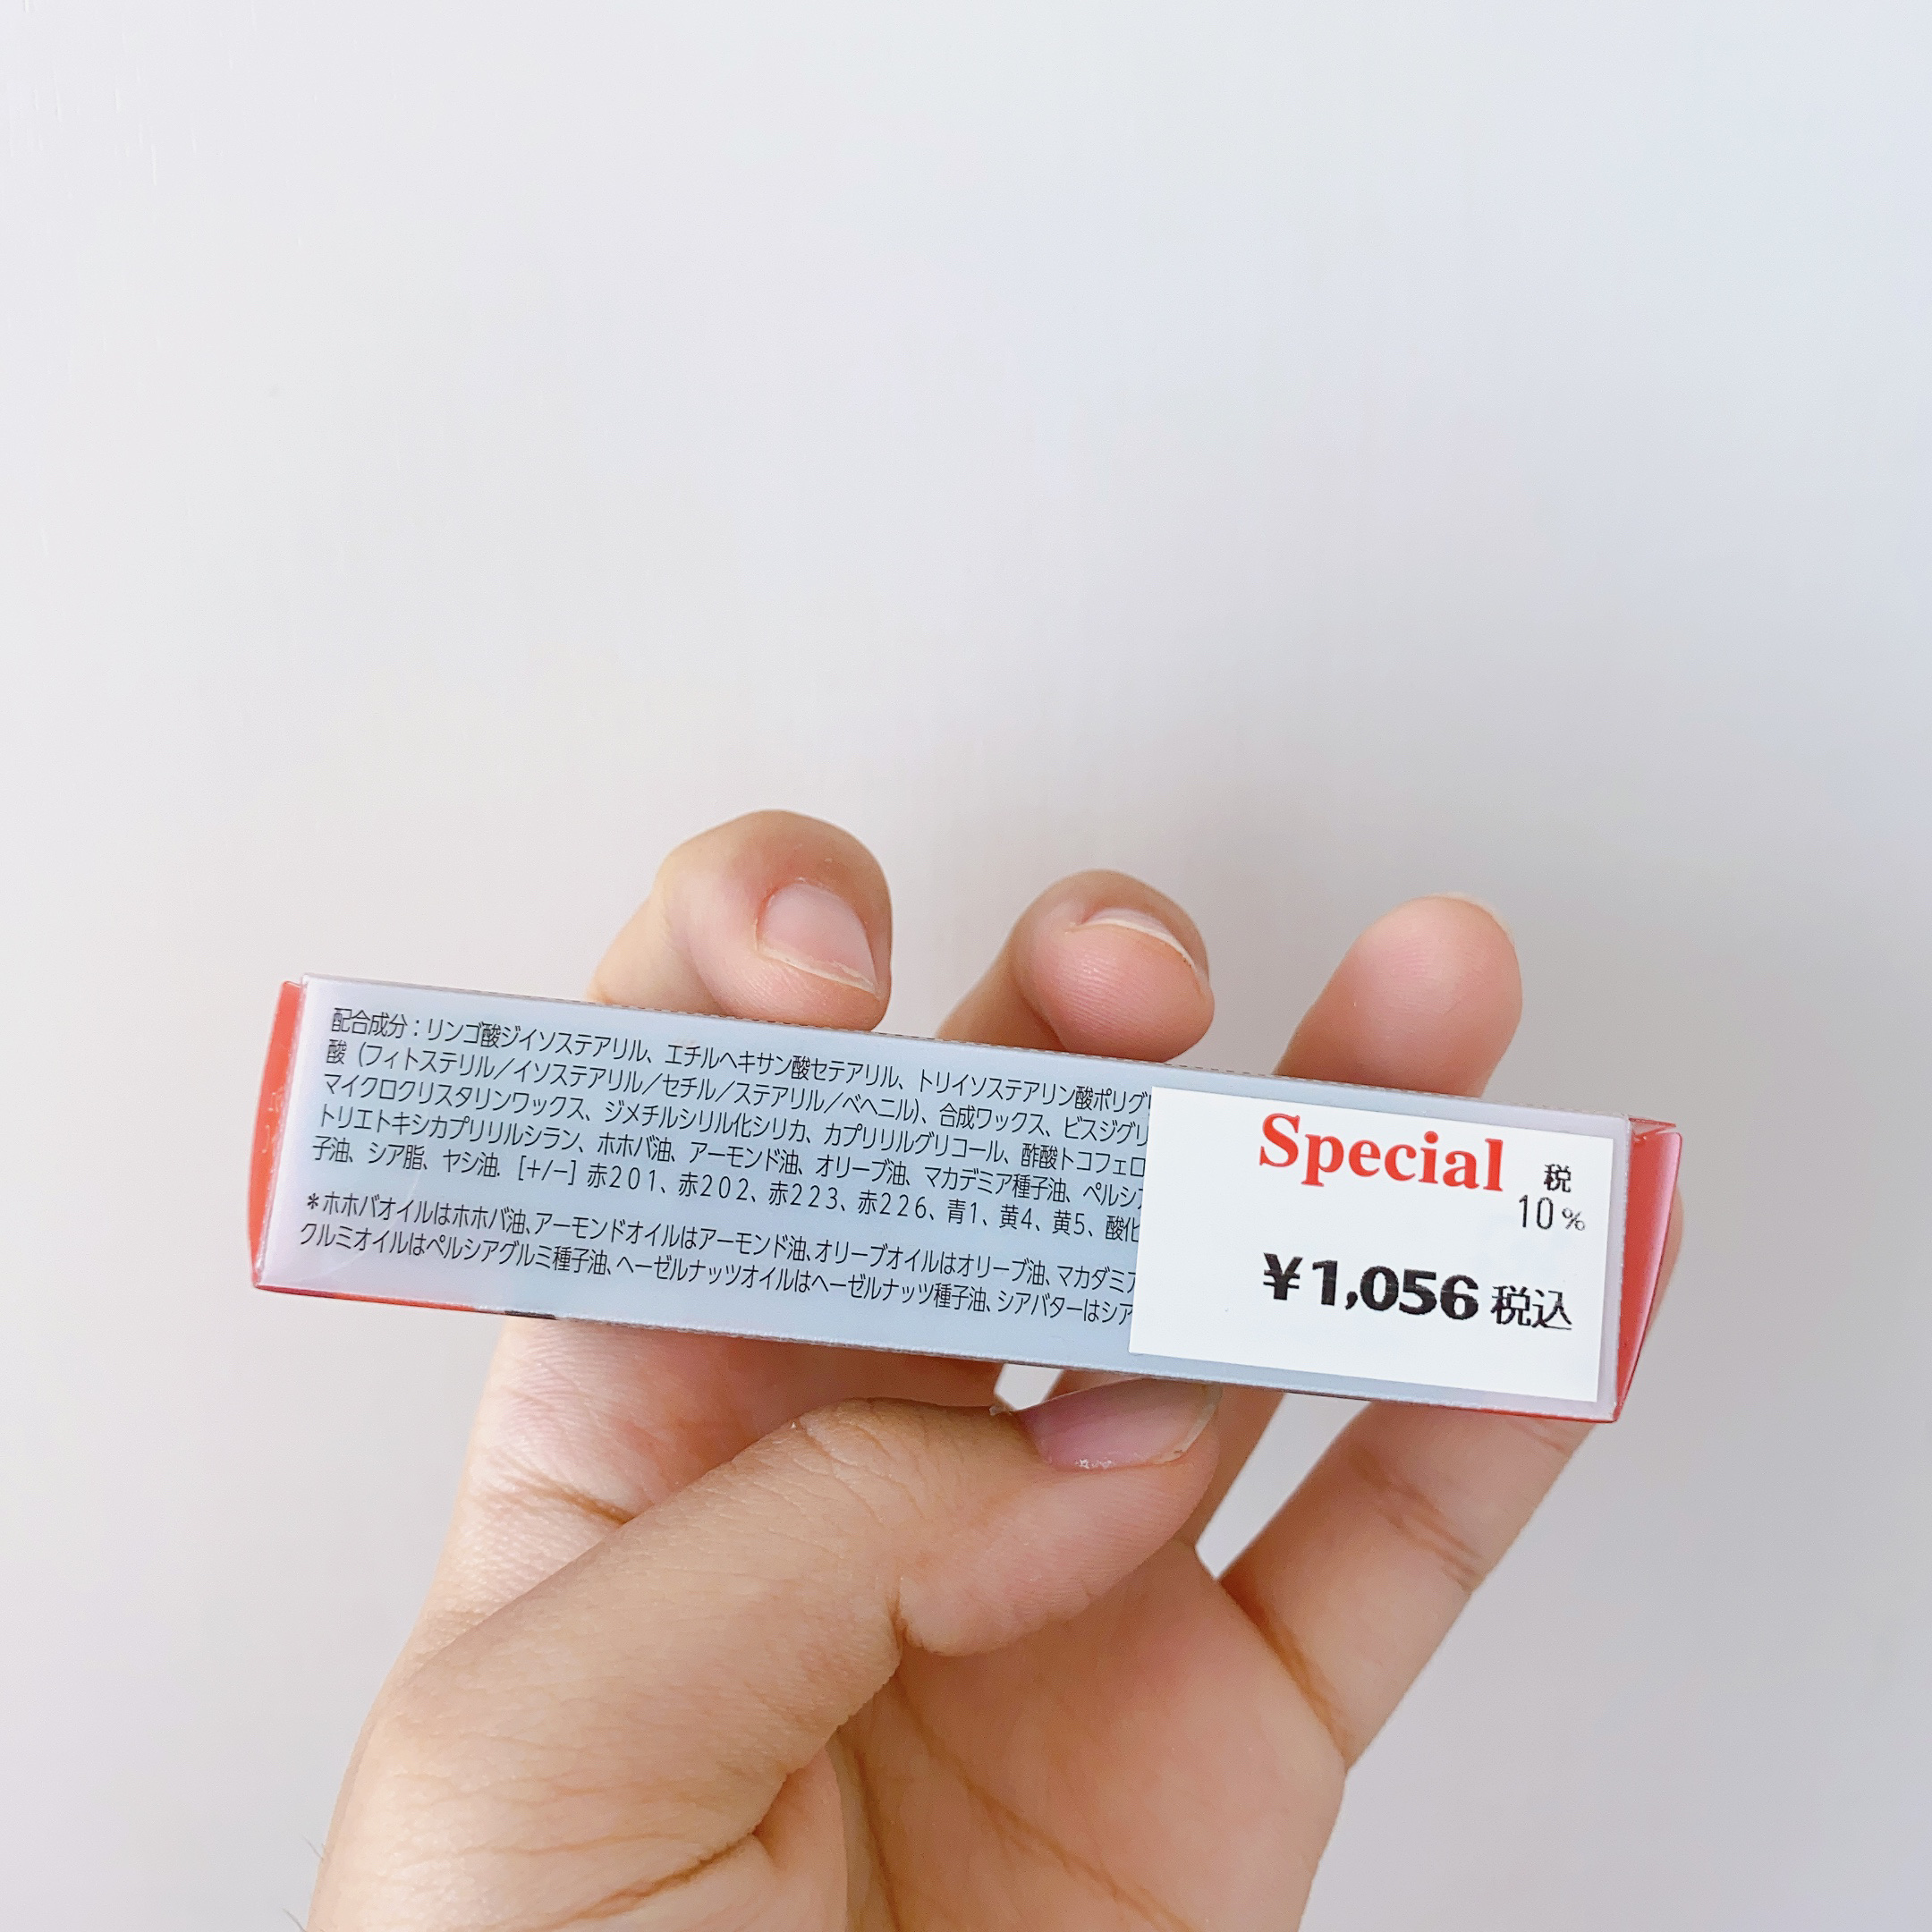 配合成分：リンゴ酸ジイソステアリル、エチルヘキサン酸セテアリル、トリイソステアリン酸ポリグ
酸（フィトステリル／イソステアリル／セチル／ステアリル／ベヘニル）、合成ワックス、ビスジグリ
マイクロクリスタリンワックス、ジメチルシリル化シリカ、カプリリルグリコール、酢酸トコフェロ
トリエトキシカプリリルシラン、ホホバ油、アーモンド油、オリーブ油、マカデミア種子油、ペルシ
子油、シア脂、ヤシ油. [+/−] 赤２０１、赤２０２、赤２２３、赤２２６、青１、黄４、黄５、酸化
＊ホホバオイルはホホバ油、アーモンドオイルはアーモンド油、オリーブオイルはオリーブ油、マカダミ
クルミオイルはペルシアグルミ種子油、ヘーゼルナッツオイルはヘーゼルナッツ種子油、シアバターはシア
Special
税
10%
¥1,056 税込